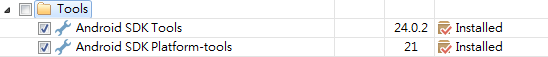 Tools
Android SDK Tools 24.0.2 Installed
Android SDK Platform-tools 21 Installed